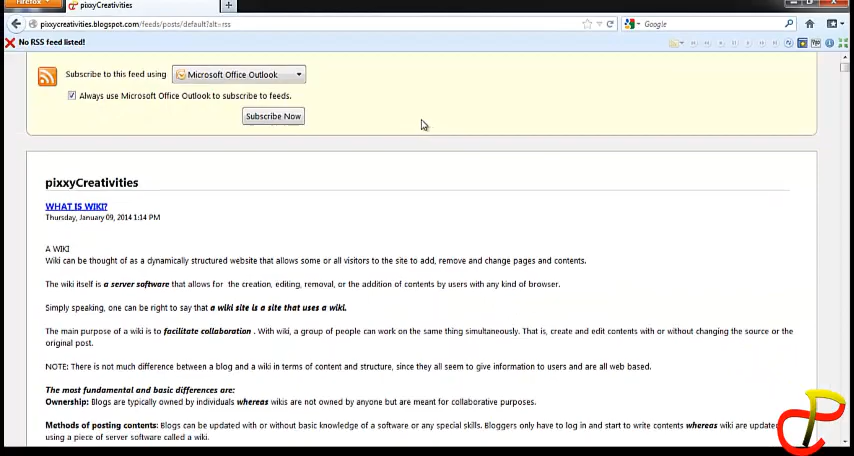 Firefox
pixxyCreativities
+
pixxycreativities.blogspot.com/feeds/posts/default?alt=rss
Google
No RSS feed listed!
Subscribe to this feed using Microsoft Office Outlook
Always use Microsoft Office Outlook to subscribe to feeds.
Subscribe Now
pixxyCreativities
WHAT IS WIKI?
Thursday, January 09, 2014 1:14 PM
A WIKI
Wiki can be thought of as a dynamically structured website that allows some or all visitors to the site to add, remove and change pages and contents.
The wiki itself is a server software that allows for the creation, editing, removal, or the addition of contents by users with any kind of browser.
Simply speaking, one can be right to say that a wiki site is a site that uses a wiki.
The main purpose of a wiki is to facilitate collaboration . With wiki, a group of people can work on the same thing simultaneously. That is, create and edit contents with or without changing the source or the
original post.
NOTE: There is not much difference between a blog and a wiki in terms of content and structure, since they all seem to give information to users and are all web based.
The most fundamental and basic differences are:
Ownership: Blogs are typically owned by individuals whereas wikis are not owned by anyone but are meant for collaborative purposes.
Methods of posting contents: Blogs can be updated with or without basic knowledge of a software or any special skills. Bloggers only have to log in and start to write contents whereas wiki are updated
using a piece of server software called a wiki.